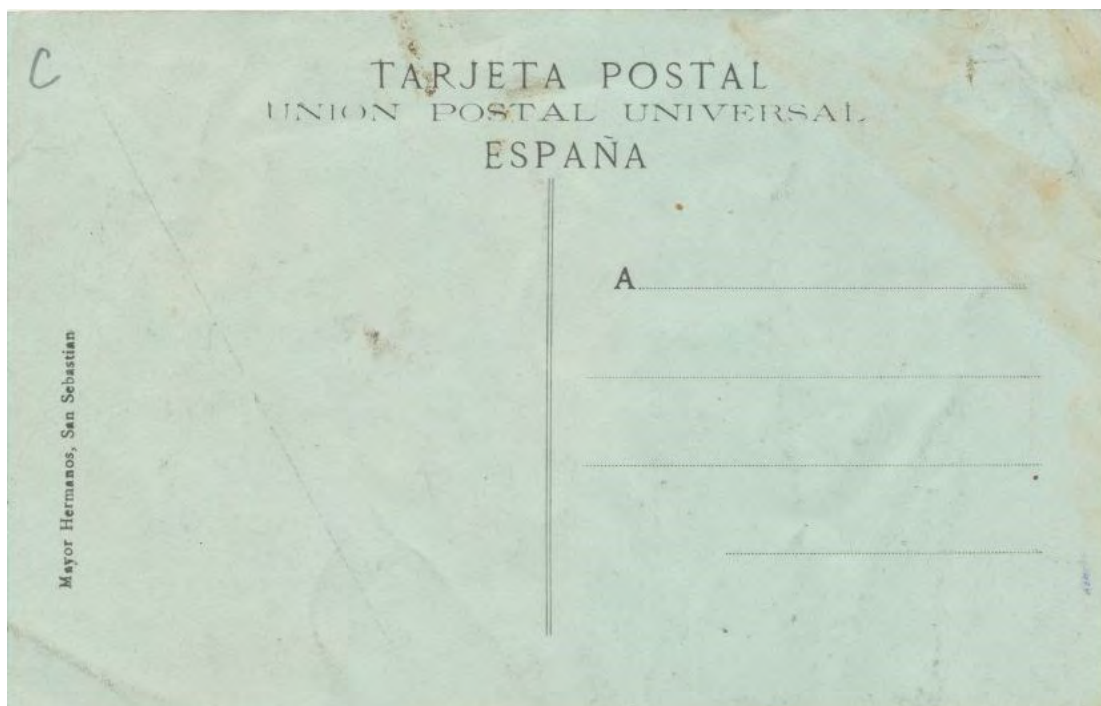 C
TARJETA POSTAL
UNION POSTAL UNIVERSAL
ESPAÑA
A
Mayor Hermanos, San Sebastian